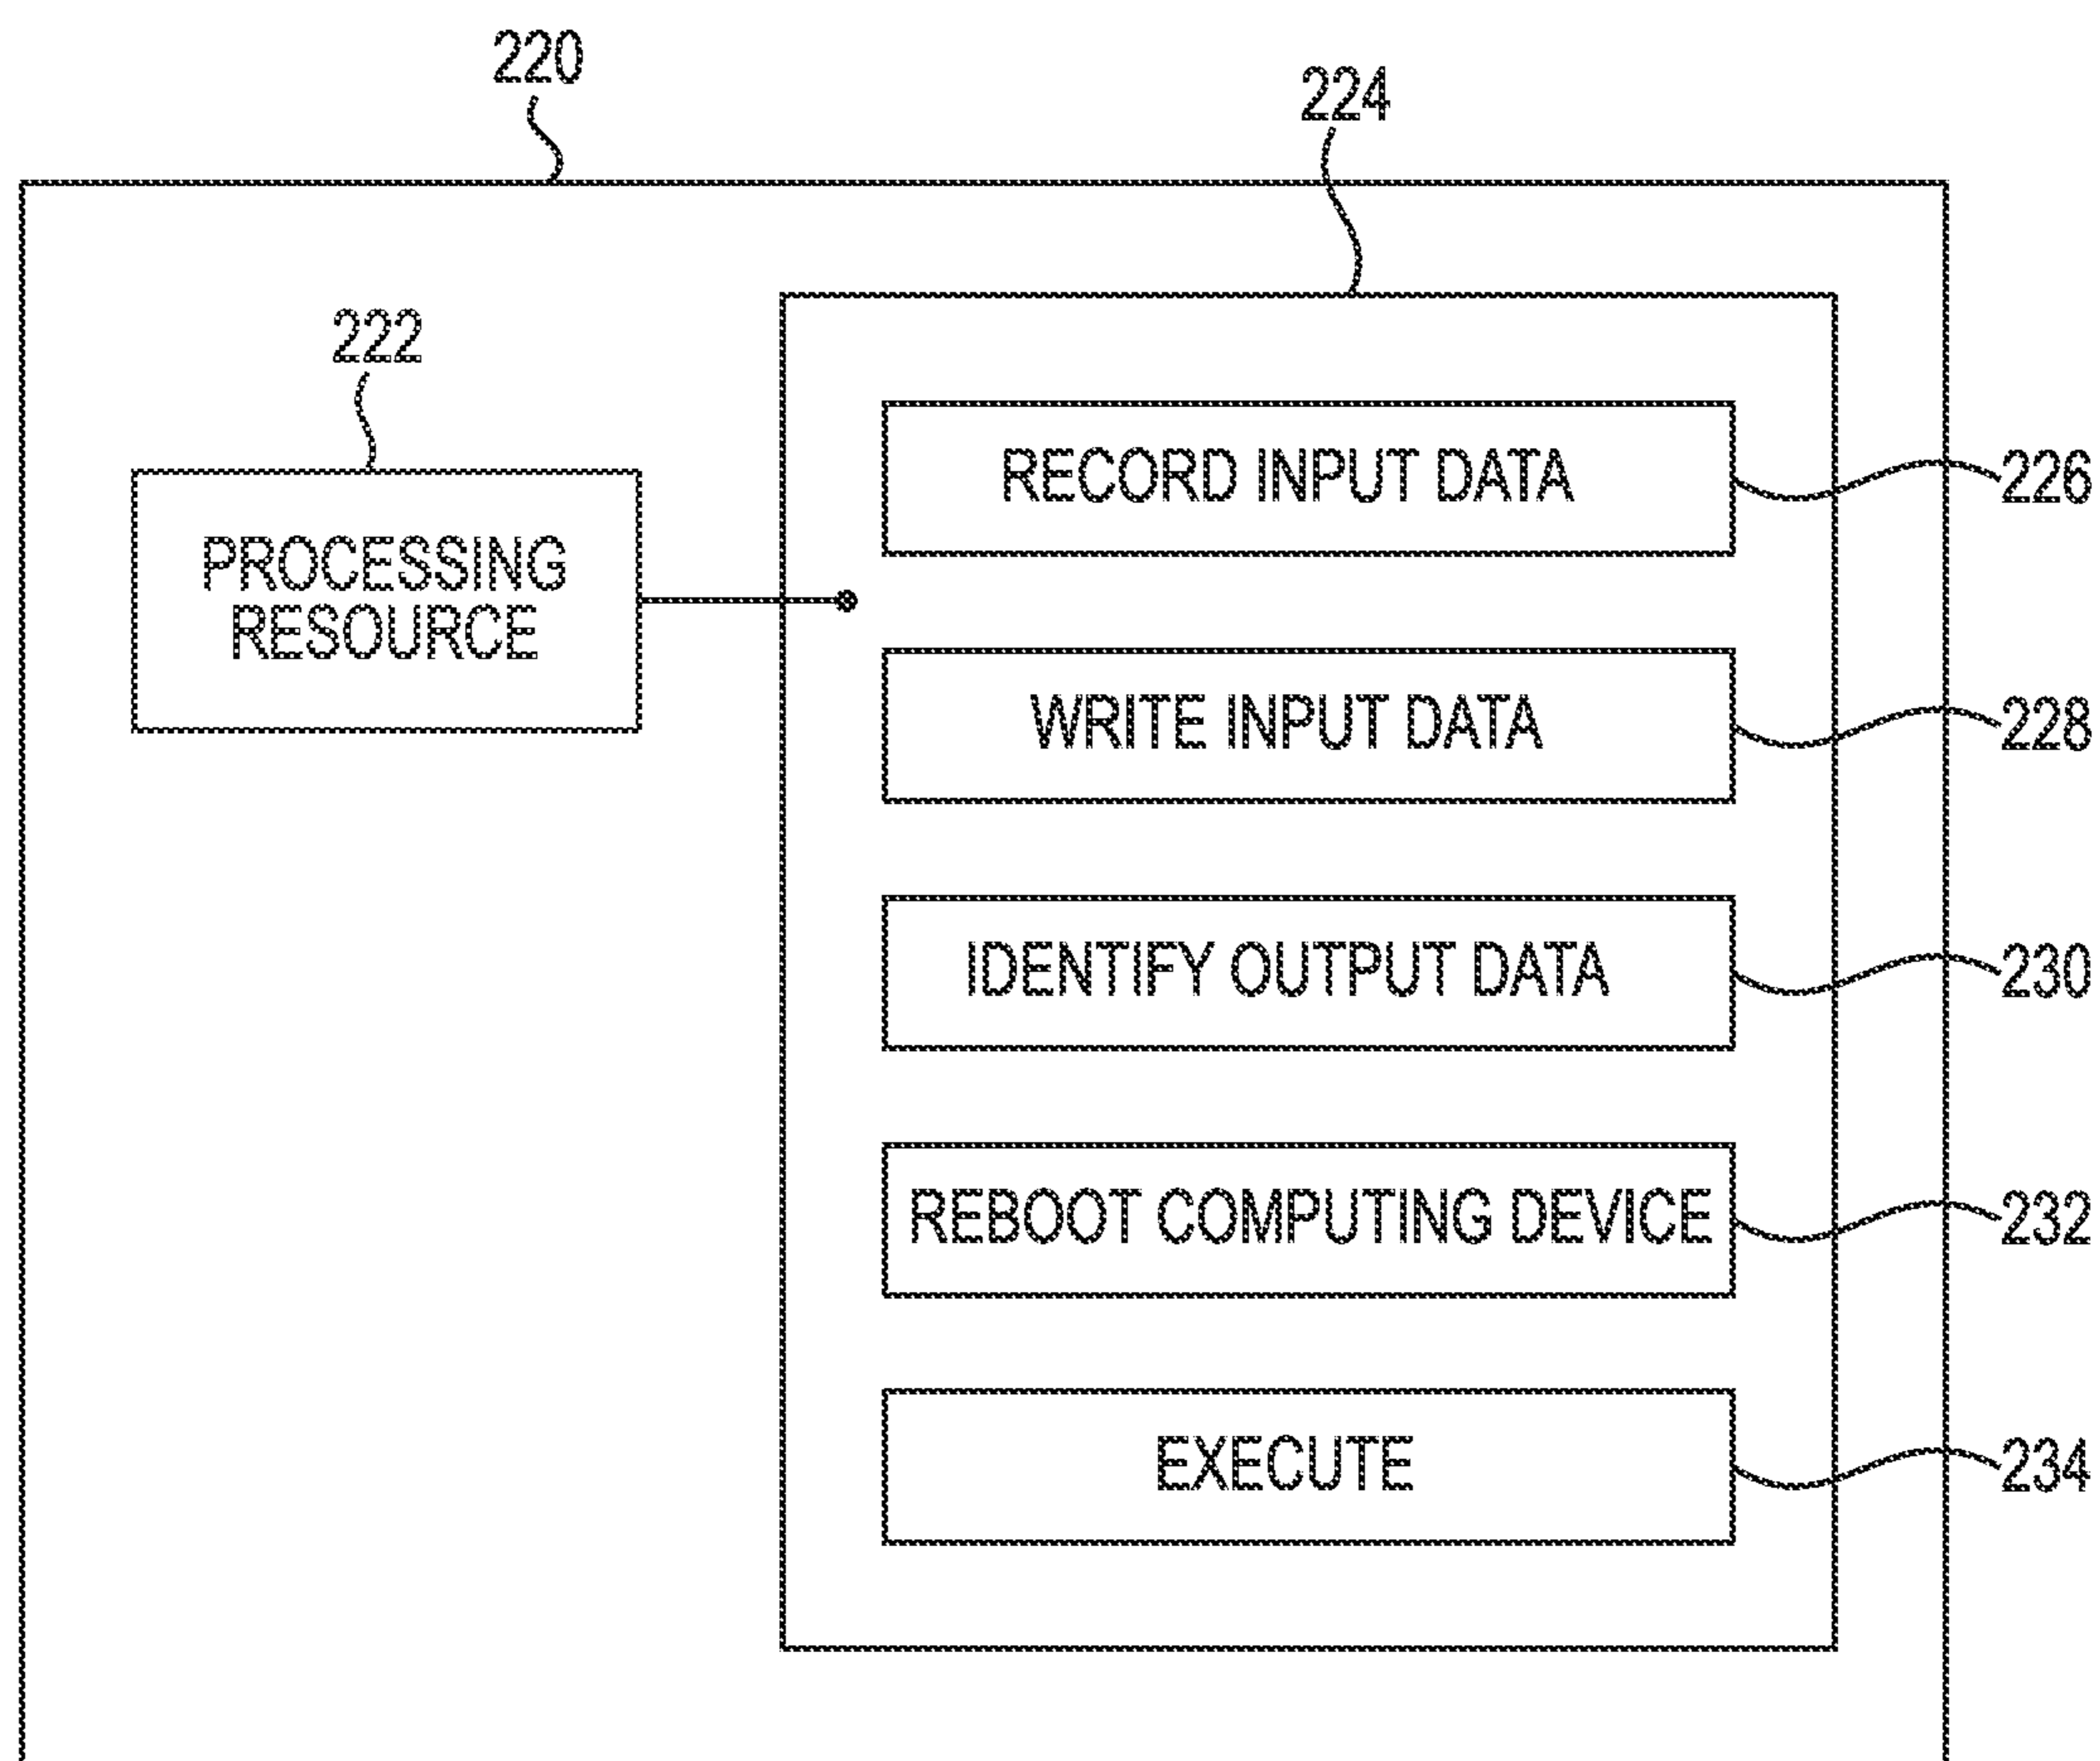 220
224
222
PROCESSING
RESOURCE
RECORD INPUT DATA
226
WRITE INPUT DATA
228
IDENTIFY OUTPUT DATA
230
REBOOT COMPUTING DEVICE
232
EXECUTE
234